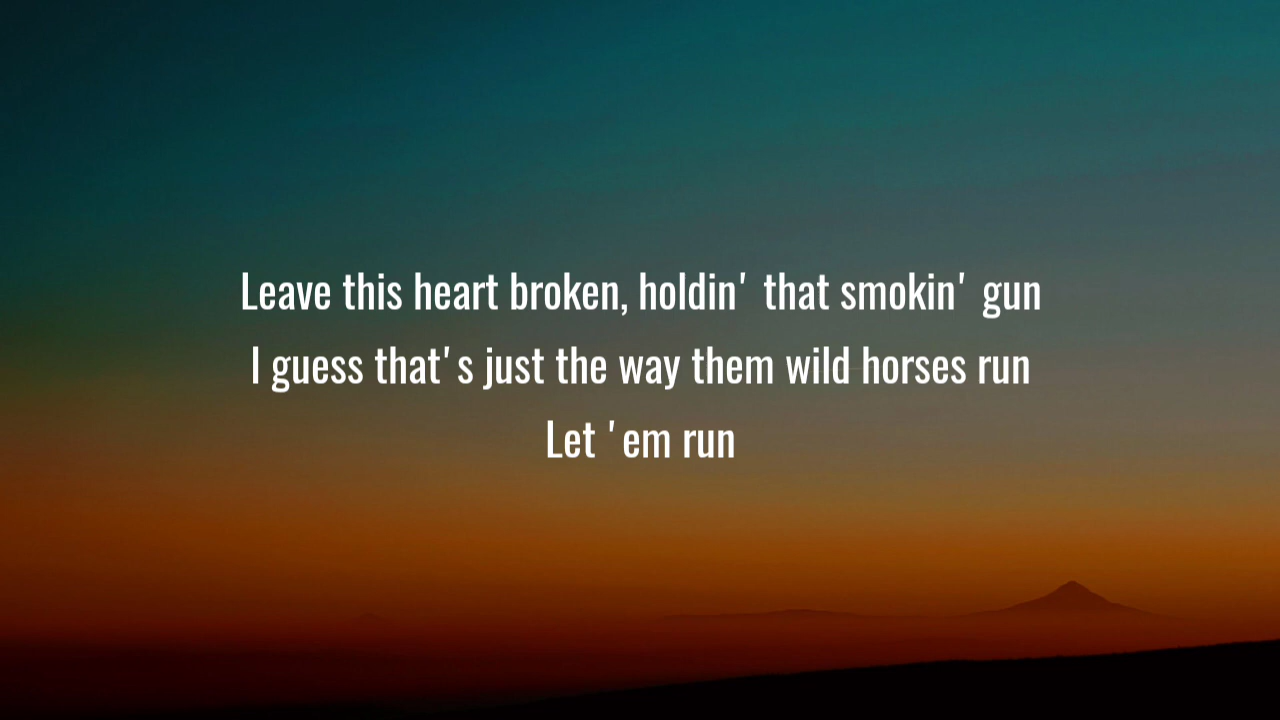 Leave this heart broken, holdin' that smokin' gun
I guess that's just the way them wild horses run
Let 'em run